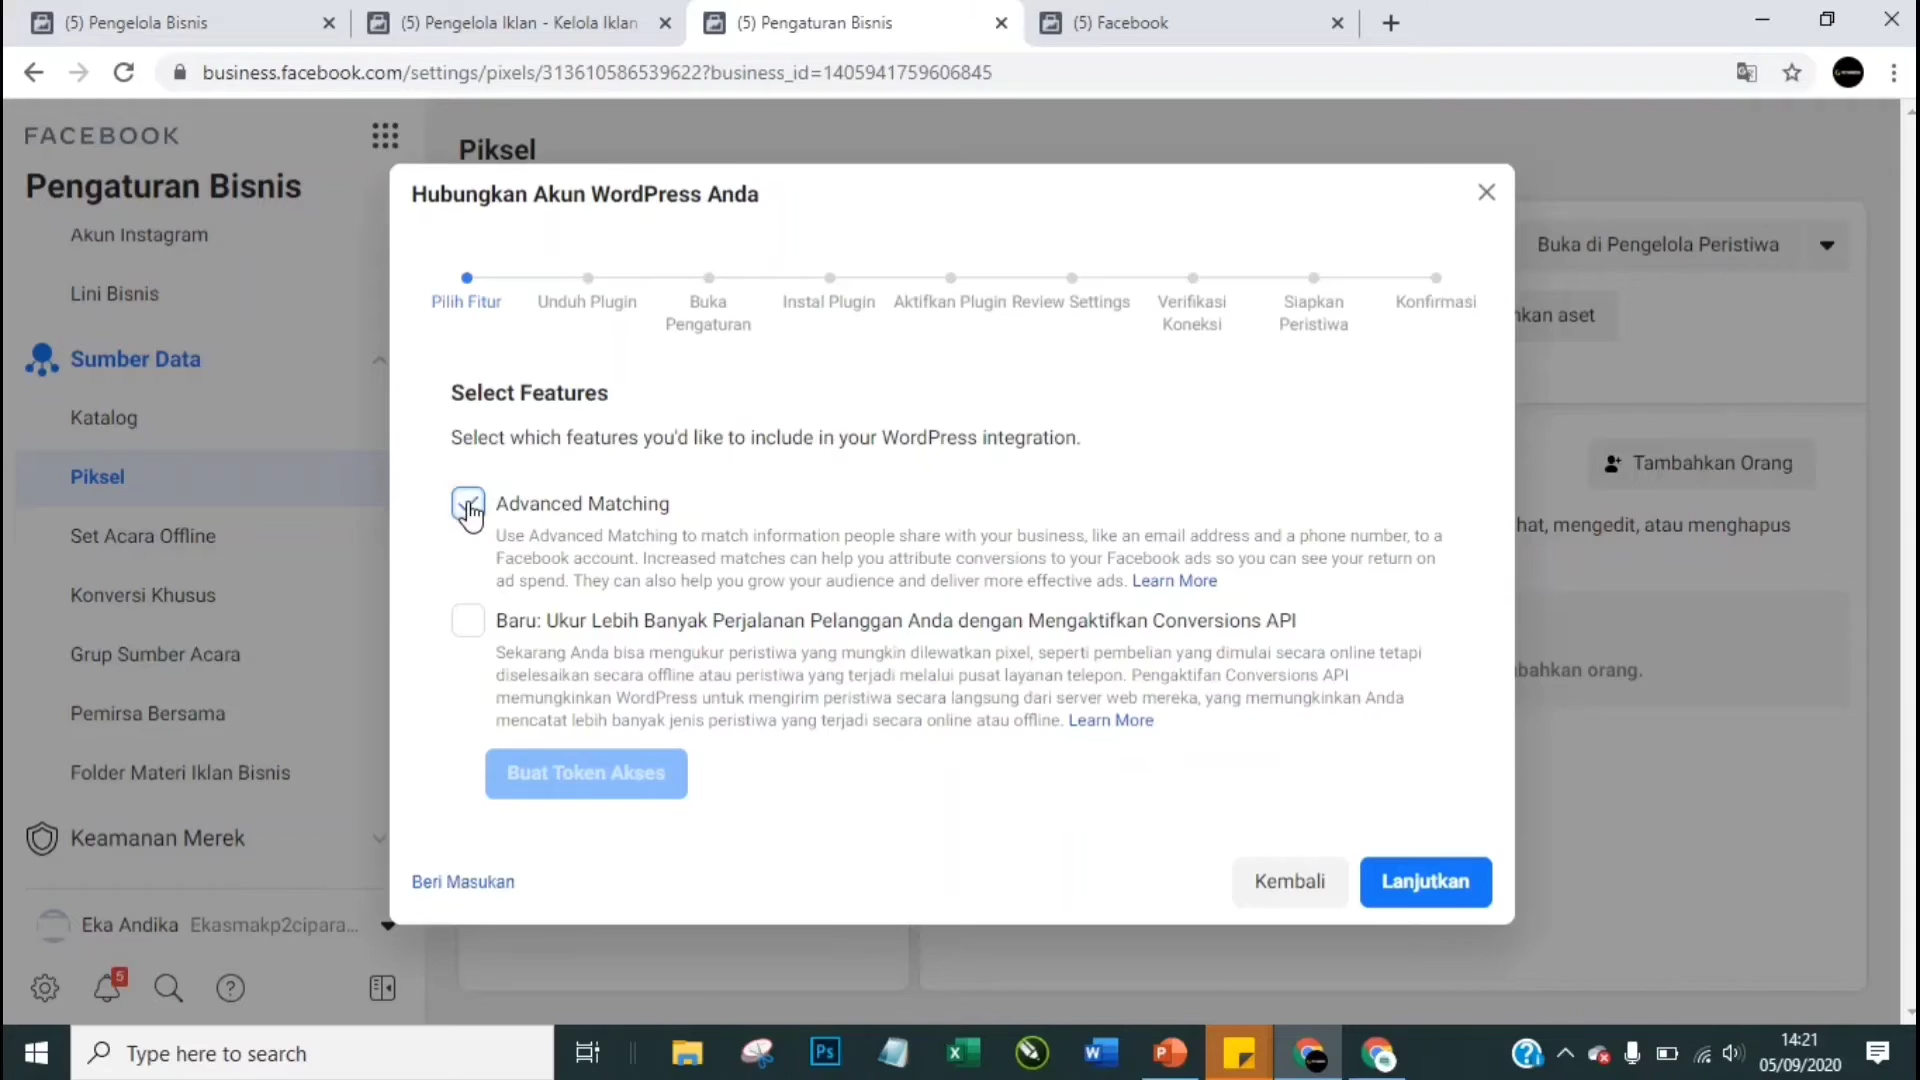 (5) Pengelola Bisnis
(5) Pengelola Iklan - Kelola Iklan
(5) Pengaturan Bisnis
(5) Facebook
business.facebook.com/settings/pixels/313610586539622?business_id=1405941759606845
FACEBOOK
Pengaturan Bisnis
Akun Instagram
Lini Bisnis
Sumber Data
Katalog
Piksel
Set Acara Offline
Konversi Khusus
Grup Sumber Acara
Pemirsa Bersama
Folder Materi Iklan Bisnis
Keamanan Merek
Eka Andika Ekasmakp2cipara...
5
Piksel
Buka di Pengelola Peristiwa
hkan aset
Tambahkan Orang
hat, mengedit, atau menghapus
bahkan orang.
Hubungkan Akun WordPress Anda
Pilih Fitur
Unduh Plugin
Buka
Pengaturan
Instal Plugin
Aktifkan Plugin
Review Settings
Verifikasi
Koneksi
Siapkan
Peristiwa
Konfirmasi
Select Features
Select which features you'd like to include in your WordPress integration.
Advanced Matching
Use Advanced Matching to match information people share with your business, like an email address and a phone number, to a
Facebook account. Increased matches can help you attribute conversions to your Facebook ads so you can see your return on
ad spend. They can also help you grow your audience and deliver more effective ads. Learn More
Baru: Ukur Lebih Banyak Perjalanan Pelanggan Anda dengan Mengaktifkan Conversions API
Sekarang Anda bisa mengukur peristiwa yang mungkin dilewatkan pixel, seperti pembelian yang dimulai secara online tetapi
diselesaikan secara offline atau peristiwa yang terjadi melalui pusat layanan telepon. Pengaktifan Conversions API
memungkinkan WordPress untuk mengirim peristiwa secara langsung dari server web mereka, yang memungkinkan Anda
mencatat lebih banyak jenis peristiwa yang terjadi secara online atau offline. Learn More
Buat Token Akses
Beri Masukan
Kembali
Lanjutkan
Type here to search
Ps
14:21
05/09/2020